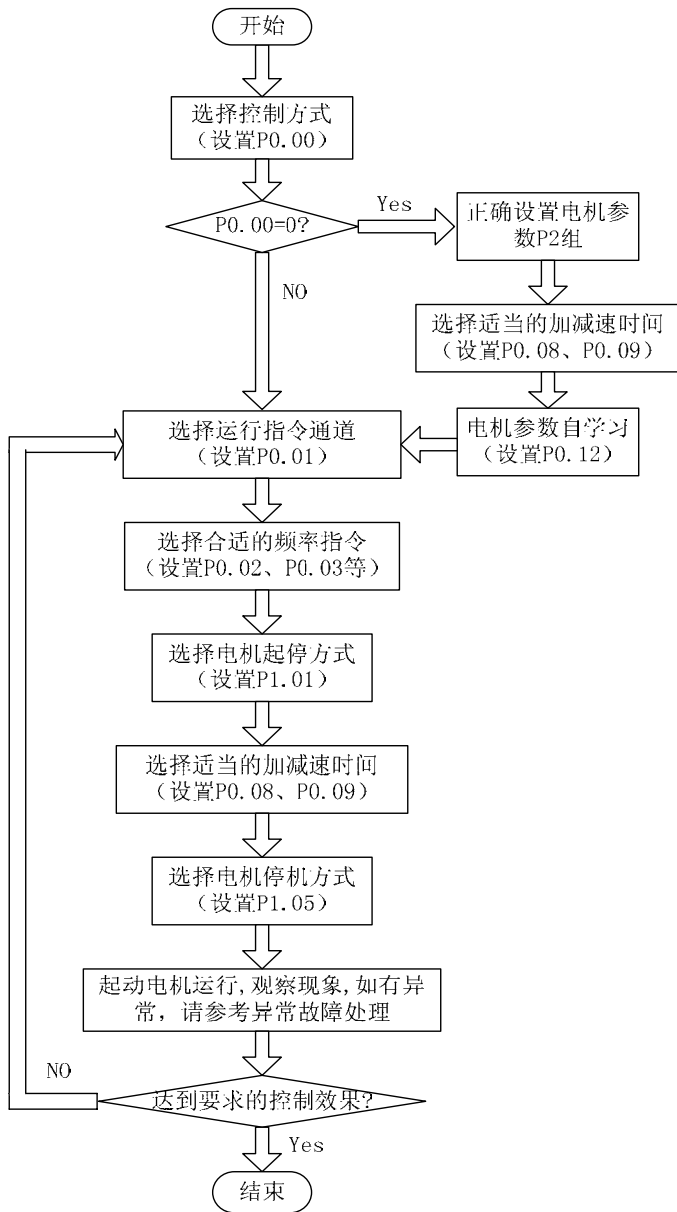 开始
选择控制方式
（设置P0.00）
P0.00=0?
Yes
正确设置电机参
数P2组
NO
选择适当的加减速时间
（设置P0.08、P0.09）
选择运行指令通道
（设置P0.01）
电机参数自学习
（设置P0.12）
选择合适的频率指令
（设置P0.02、P0.03等）
选择电机起停方式
（设置P1.01）
选择适当的加减速时间
（设置P0.08、P0.09）
选择电机停机方式
（设置P1.05）
起动电机运行,观察现象,如有异
常，请参考异常故障处理
NO
达到要求的控制效果?
Yes
结束